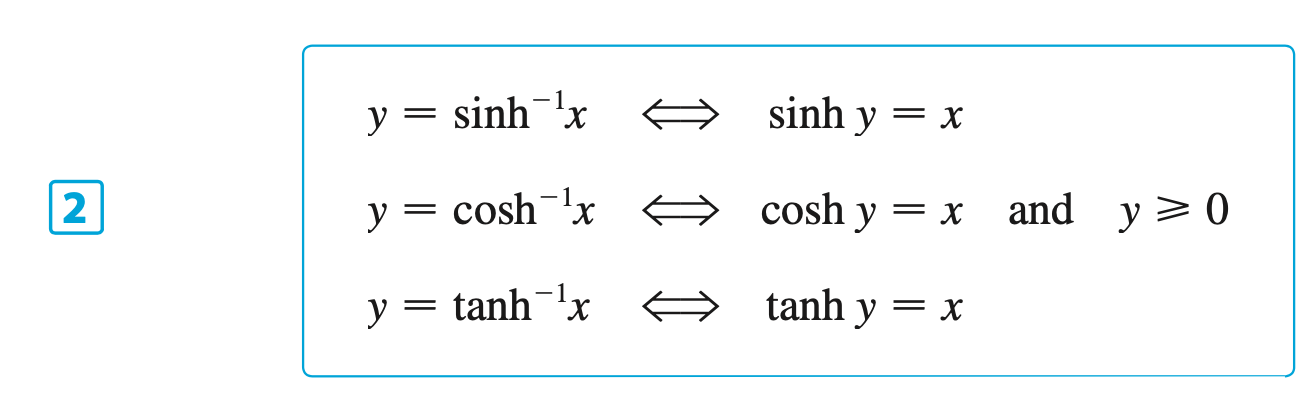 y = sinh⁻¹x ⟺ sinh y = x
2 y = cosh⁻¹x ⟺ cosh y = x and y ⩾ 0
y = tanh⁻¹x ⟺ tanh y = x